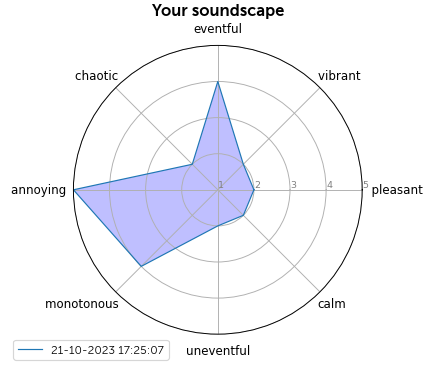 Your soundscape
eventful
chaotic
vibrant
annoying
1
2
3
4
5
pleasant
monotonous
calm
21-10-2023 17:25:07
uneventful